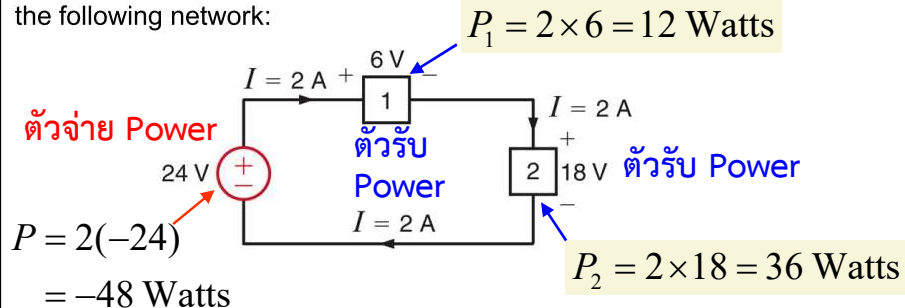 the following network:
P₁ = 2 × 6 = 12 Watts
6 V
I = 2 A + −
1
I = 2 A
ตัวจ่าย Power
ตัวรับ
Power
24 V + −
+
2 18 V ตัวรับ Power
−
I = 2 A
P = 2(−24)
= −48 Watts
P₂ = 2 × 18 = 36 Watts